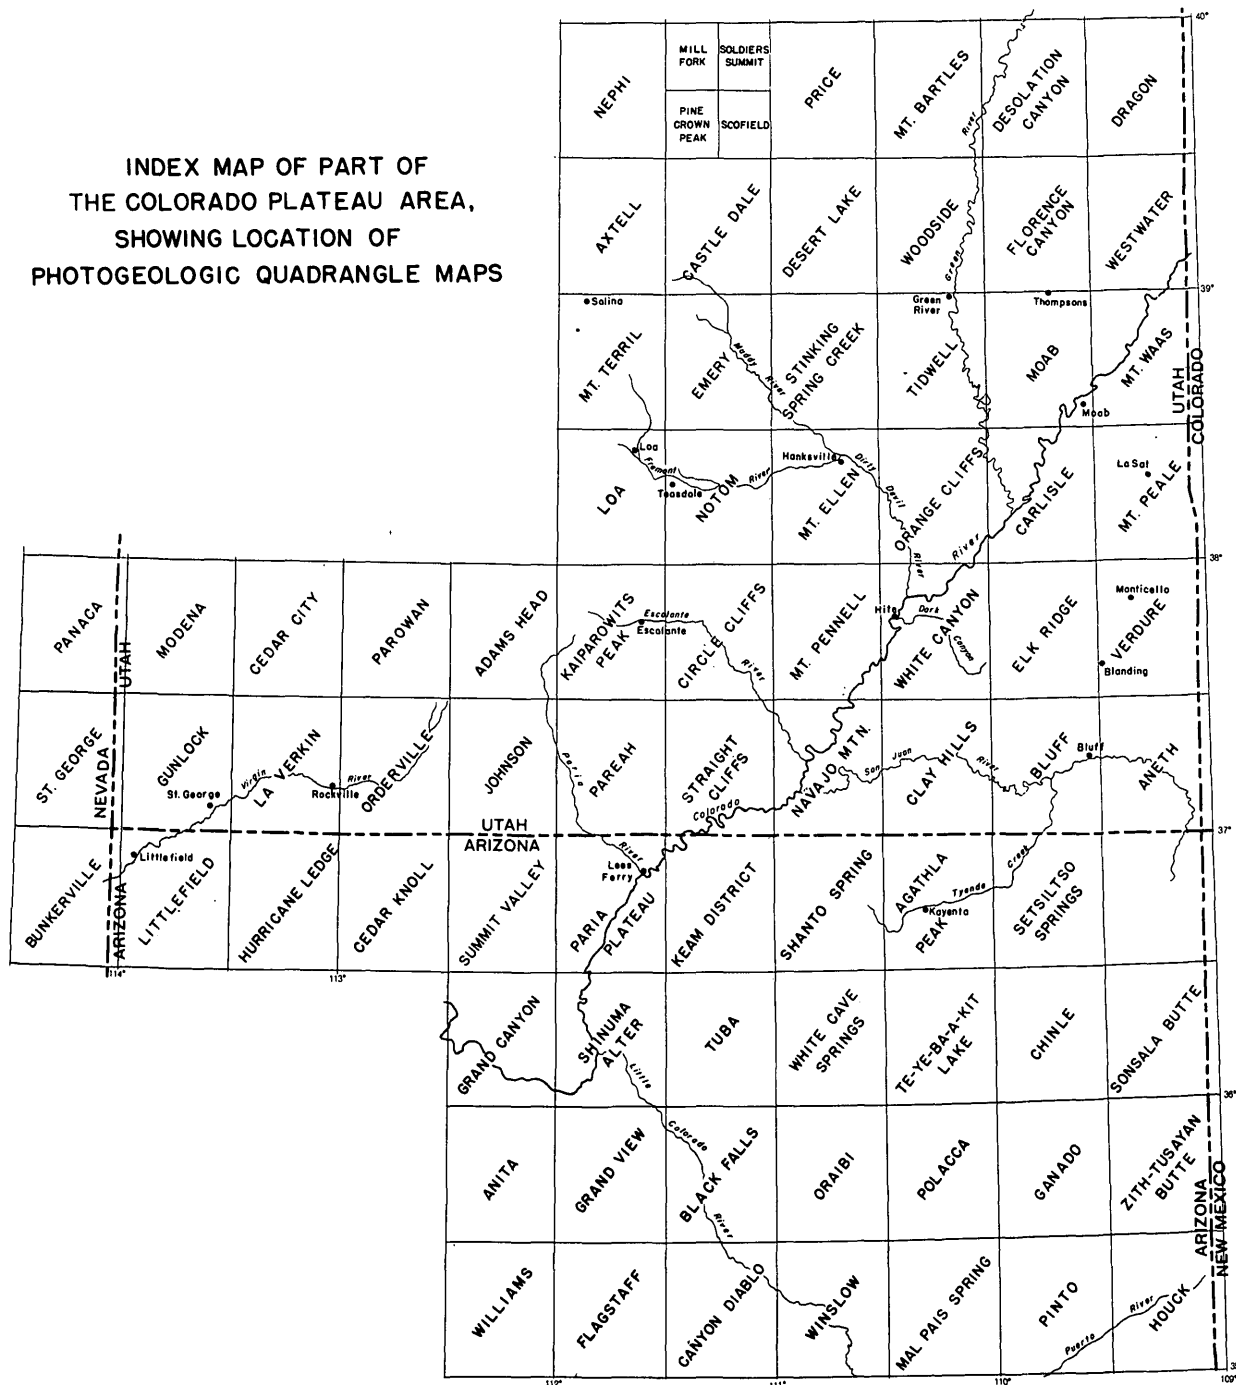 INDEX MAP OF PART OF
THE COLORADO PLATEAU AREA,
SHOWING LOCATION OF
PHOTOGEOLOGIC QUADRANGLE MAPS
40°
NEPHI
MILL
FORK
SOLDIERS
SUMMIT
PINE
CROWN
PEAK
SCOFIELD
PRICE
MT. BARTLES
River
DESOLATION
CANYON
DRAGON
AXTELL
CASTLE DALE
DESERT LAKE
WOODSIDE
Green
FLORENCE
CANYON
WESTWATER
39°
Salina
Green
River
Thompsons
MT. TERRIL
EMERY
Muddy
River
STINKING
SPRING CREEK
TIDWELL
MOAB
MT. WAAS
Moab
UTAH
COLORADO
Loa
LOA
Fremont
Teasdale
NOTOM
River
Hanksville
MT. ELLEN
Dirty
Devil
River
ORANGE CLIFFS
River
CARLISLE
La Sal
MT. PEALE
38°
PANACA
MODENA
CEDAR CITY
PAROWAN
ADAMS HEAD
KAIPAROWITS
PEAK
Escalante
Escalante
CIRCLE CLIFFS
River
MT. PENNELL
Hite
Dark
Canyon
WHITE CANYON
ELK RIDGE
Monticello
VERDURE
Blanding
UTAH
NEVADA
ST. GEORGE
GUNLOCK
St. George
Virgin
LA VERKIN
Rockville
River
ORDERVILLE
JOHNSON
Paria
PAREAH
STRAIGHT
CLIFFS
Colorado
NAVAJO MTN.
San
Juan
River
CLAY HILLS
BLUFF
Bluff
ANETH
37°
UTAH
ARIZONA
BUNKERVILLE
ARIZONA
Littlefield
LITTLEFIELD
HURRICANE LEDGE
CEDAR KNOLL
SUMMIT VALLEY
River
Lees
Ferry
PARIA
PLATEAU
KEAM DISTRICT
SHANTO SPRING
AGATHLA
PEAK
Kayenta
Tyende
Creek
SETSILTSO
SPRINGS
114°
113°
GRAND CANYON
SHINUMA
ALTER
Little
TUBA
WHITE CAVE
SPRINGS
TE-YE-BA-A-KIT
LAKE
CHINLE
SONSALA BUTTE
36°
ANITA
GRAND VIEW
Colorado
BLACK FALLS
River
ORAIBI
POLACCA
GANADO
ZITH-TUSAYAN
BUTTE
ARIZONA
NEW MEXICO
WILLIAMS
FLAGSTAFF
CANYON DIABLO
WINSLOW
MAL PAIS SPRING
PINTO
Puerto
River
HOUCK
112°
111°
110°
109°